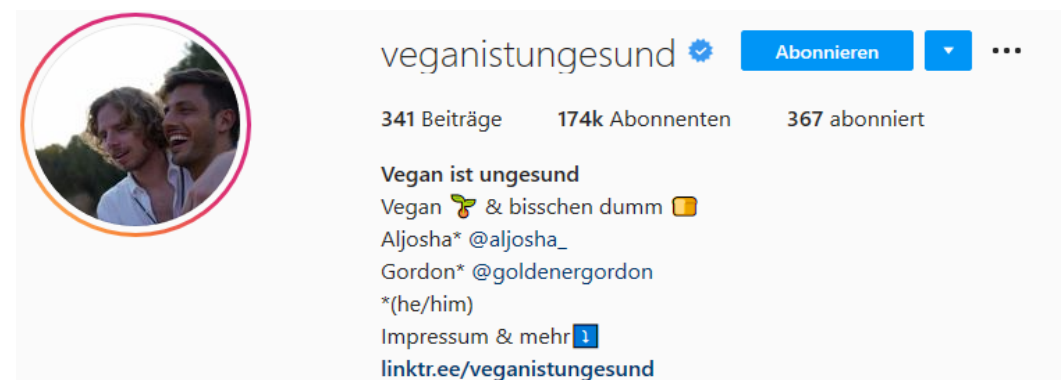 veganistungesund Abonnieren
341 Beiträge 174k Abonnenten 367 abonniert
Vegan ist ungesund
Vegan 🌱 & bisschen dumm 🍞
Aljosha* @aljosha_
Gordon* @goldenergordon
*(he/him)
Impressum & mehr⤵️
linktr.ee/veganistungesund